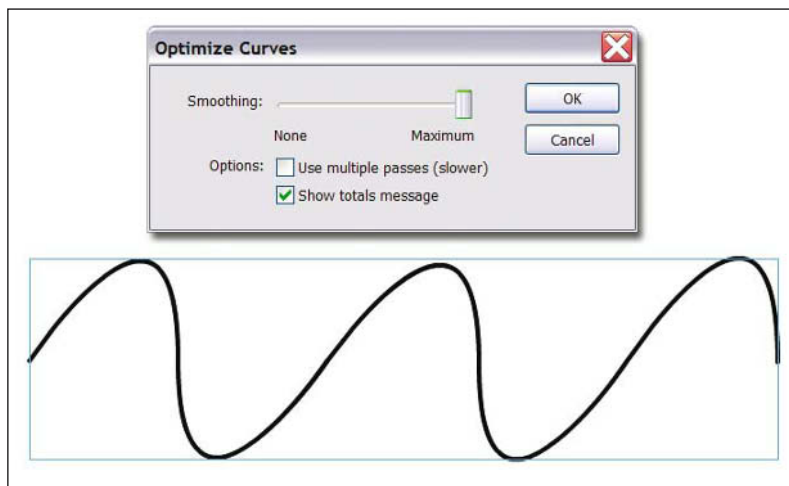 Optimize Curves
Smoothing:
OK
None Maximum
Cancel
Options: Use multiple passes (slower)
Show totals message